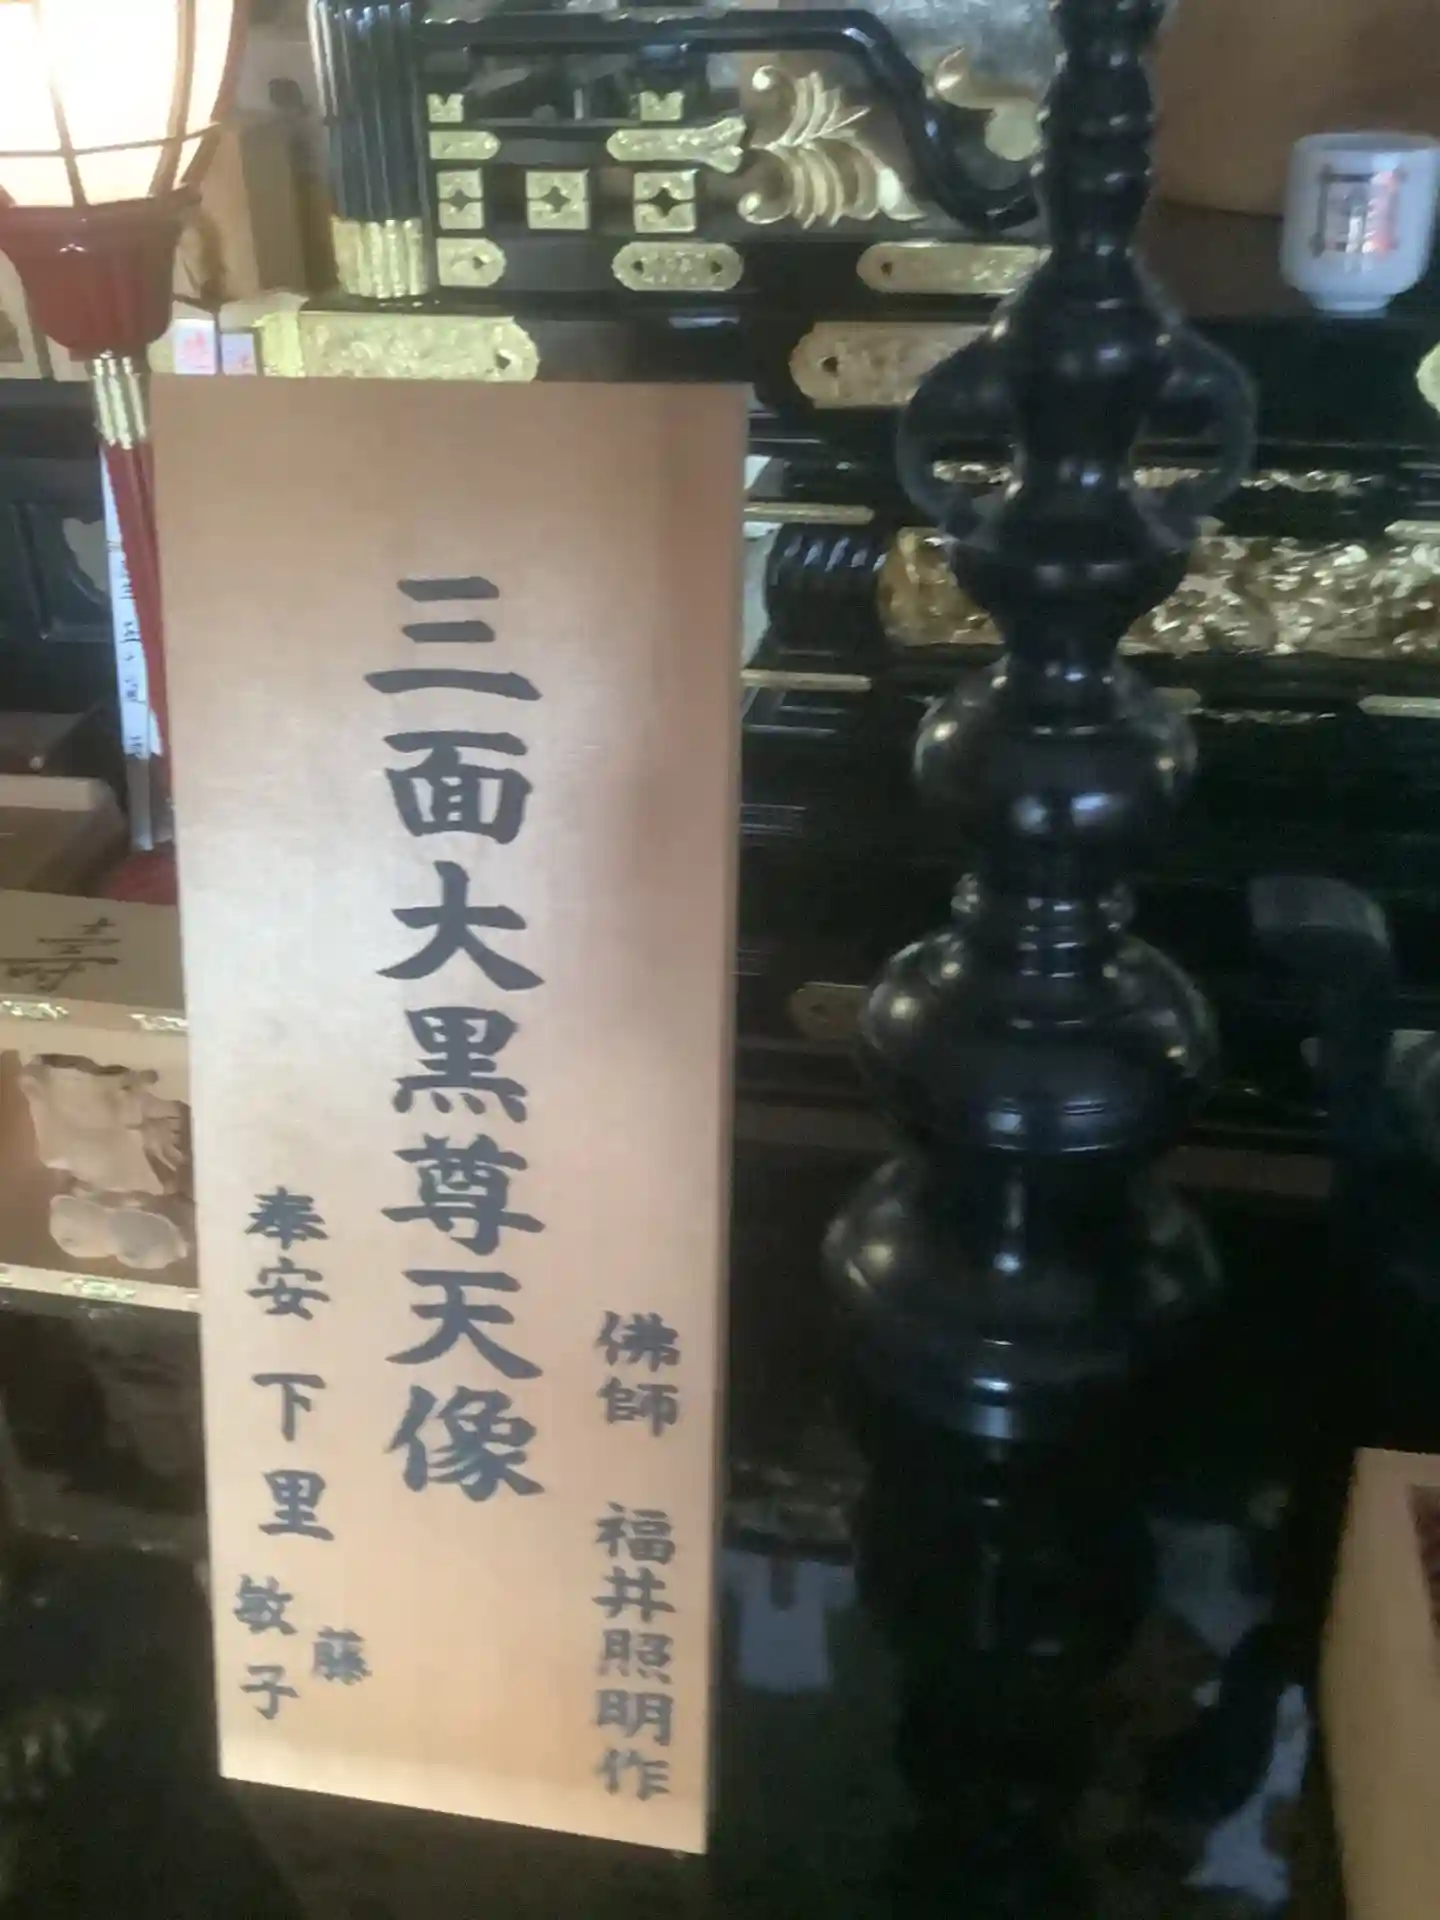 佛師 福井照明作
三面大黒尊天像
奉安 下里 藤
敏子